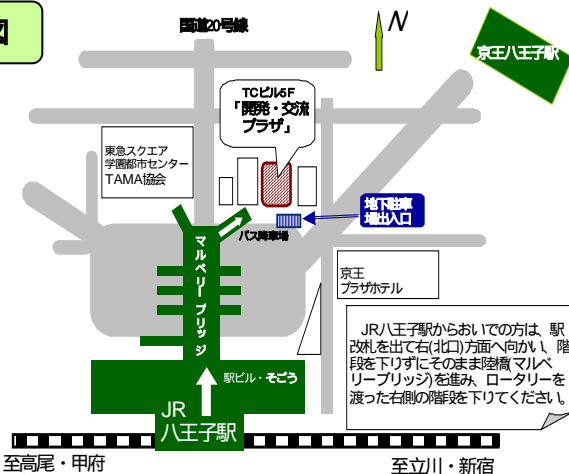 図
国道20号線
N
京王八王子駅
TCビル5F
「開発・交流
プラザ」
東急スクエア
学園都市センター
TAMA協会
地下駐車
場出入口
バス降車場
マルベリーブリッジ
京王
プラザホテル
JR八王子駅からおいでの方は、駅
改札を出て右(北口)方面へ向かい、階
段を下りずにそのまま陸橋(マルベ
リーブリッジ)を進み、ロータリーを
渡った右側の階段を下りてください。
駅ビル・そごう
JR
八王子駅
至高尾・甲府
至立川・新宿